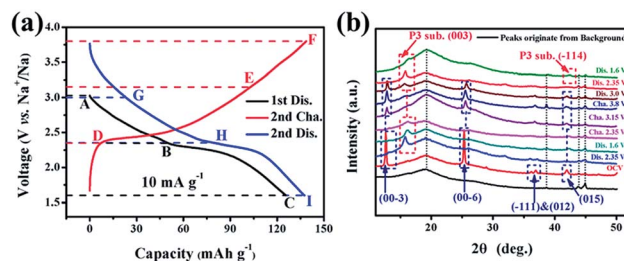 (a)
4.0
3.5
3.0
2.5
2.0
1.5
Voltage (V vs. Na⁺/Na)
A
G
D
B
H
E
F
C
I
1st Dis.
2nd Cha.
2nd Dis.
10 mA g⁻¹
0 30 60 90 120 150
Capacity (mAh g⁻¹)
(b)
Intensity (a.u.)
P3 sub. (003)
Peaks originate from Background
P3 sub. (-114)
Dis. 1.6 V
Dis. 2.35 V
Dis. 3.0 V
Cha. 3.8 V
Cha. 3.15 V
Cha. 2.35 V
Dis. 1.6 V
Dis. 2.35 V
OCV
(00-3)
(00-6)
(-111)&(012)
(015)
20 30 40 50
2θ (deg.)